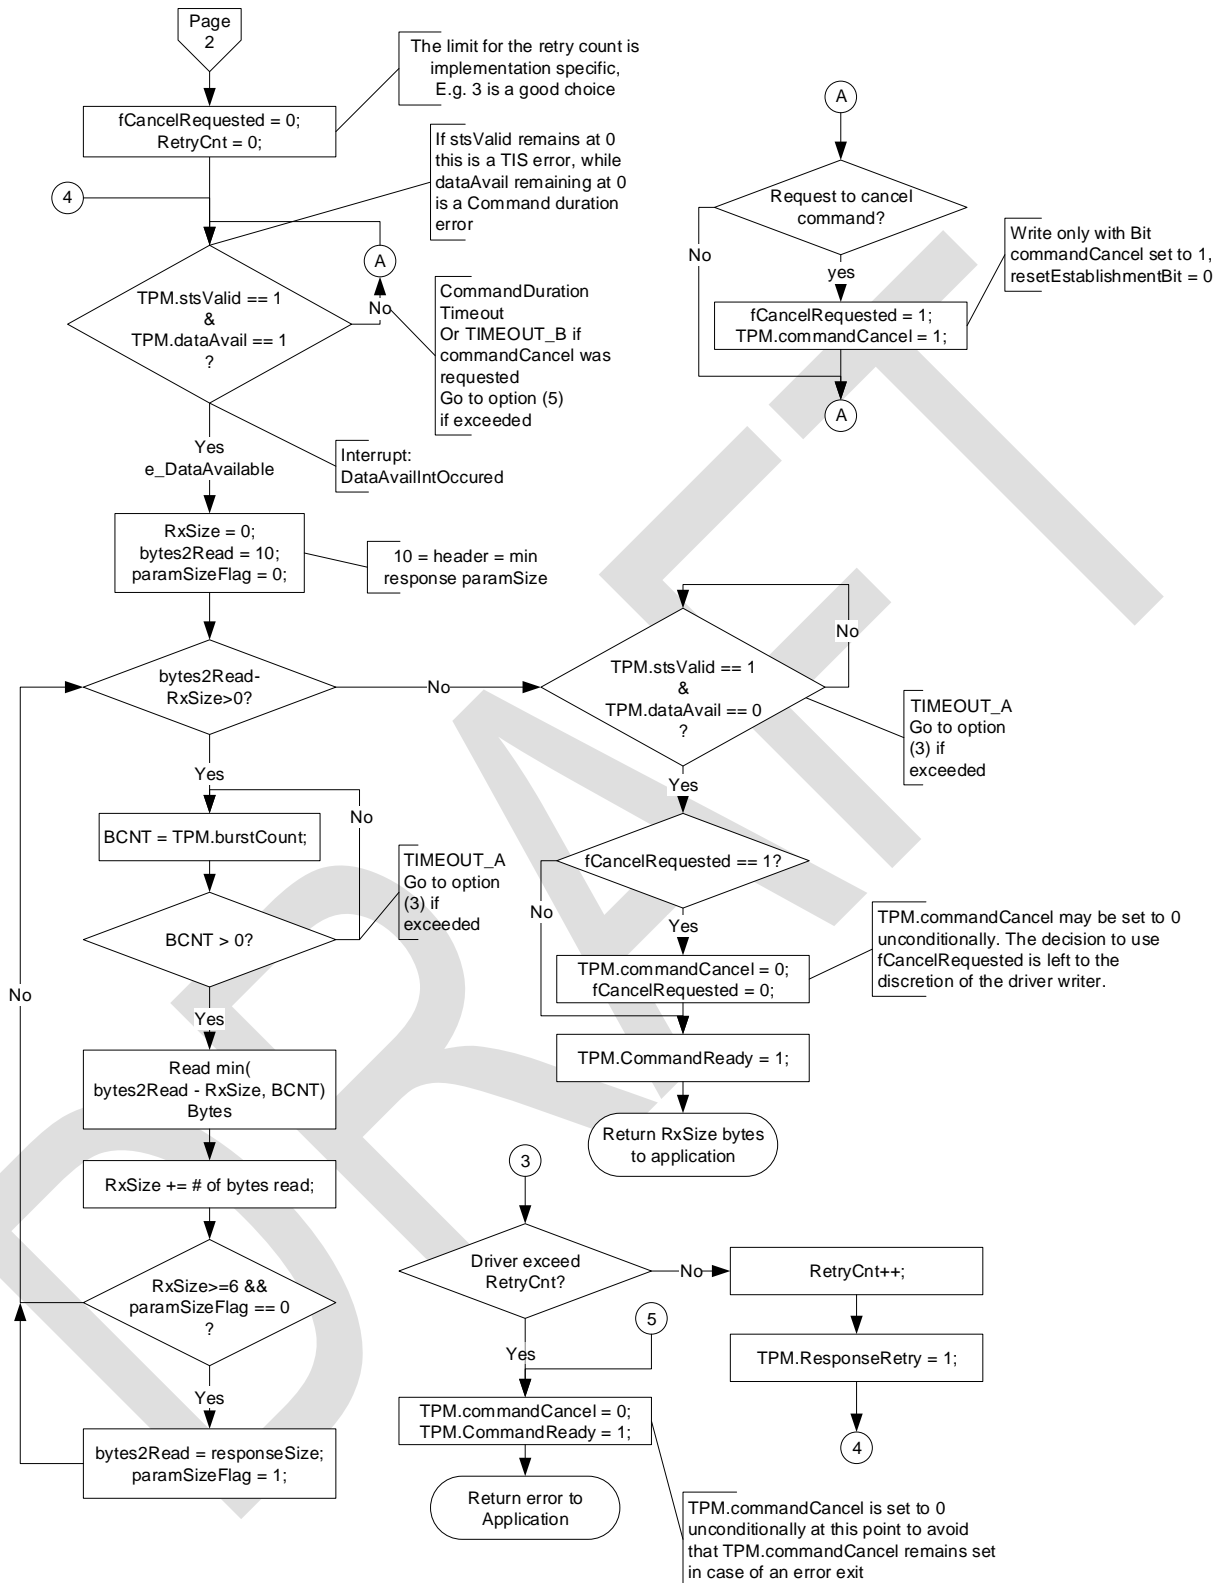 Page
2
The limit for the retry count is
implementation specific,
E.g. 3 is a good choice
fCancelRequested = 0;
RetryCnt = 0;
If stsValid remains at 0
this is a TIS error, while
dataAvail remaining at 0
is a Command duration
error
4
A
TPM.stsValid == 1
&
TPM.dataAvail == 1
?
No
CommandDuration
Timeout
Or TIMEOUT_B if
commandCancel was
requested
Go to option (5)
if exceeded
Yes
e_DataAvailable
Interrupt:
DataAvailIntOccured
A
Request to cancel
command?
No
yes
Write only with Bit
commandCancel set to 1,
resetEstablishmentBit = 0
fCancelRequested = 1;
TPM.commandCancel = 1;
A
RxSize = 0;
bytes2Read = 10;
paramSizeFlag = 0;
10 = header = min
response paramSize
bytes2Read-
RxSize>0?
No
Yes
No
BCNT = TPM.burstCount;
TIMEOUT_A
Go to option
(3) if
exceeded
BCNT > 0?
No
Yes
Read min(
bytes2Read - RxSize, BCNT)
Bytes
RxSize += # of bytes read;
RxSize>=6 &&
paramSizeFlag == 0
?
Yes
bytes2Read = responseSize;
paramSizeFlag = 1;
No
TPM.stsValid == 1
&
TPM.dataAvail == 0
?
TIMEOUT_A
Go to option
(3) if
exceeded
Yes
fCancelRequested == 1?
No
Yes
TPM.commandCancel may be set to 0
unconditionally. The decision to use
fCancelRequested is left to the
discretion of the driver writer.
TPM.commandCancel = 0;
fCancelRequested = 0;
TPM.CommandReady = 1;
Return RxSize bytes
to application
3
Driver exceed
RetryCnt?
No
RetryCnt++;
5
Yes
TPM.ResponseRetry = 1;
4
TPM.commandCancel = 0;
TPM.CommandReady = 1;
Return error to
Application
TPM.commandCancel is set to 0
unconditionally at this point to avoid
that TPM.commandCancel remains set
in case of an error exit
DRAFT